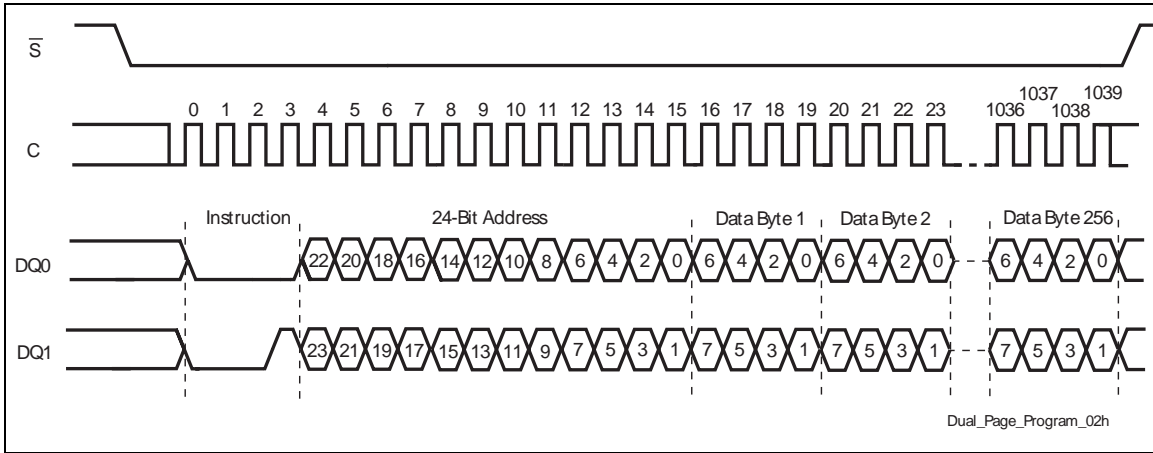 S
0 1 2 3 4 5 6 7 8 9 10 11 12 13 14 15 16 17 18 19 20 21 22 23 1036 1037 1038 1039
C
Instruction 24-Bit Address Data Byte 1 Data Byte 2 Data Byte 256
DQ0 22 20 18 16 14 12 10 8 6 4 2 0 6 4 2 0 6 4 2 0 6 4 2 0
DQ1 23 21 19 17 15 13 11 9 7 5 3 1 7 5 3 1 7 5 3 1 7 5 3 1
Dual_Page_Program_02h